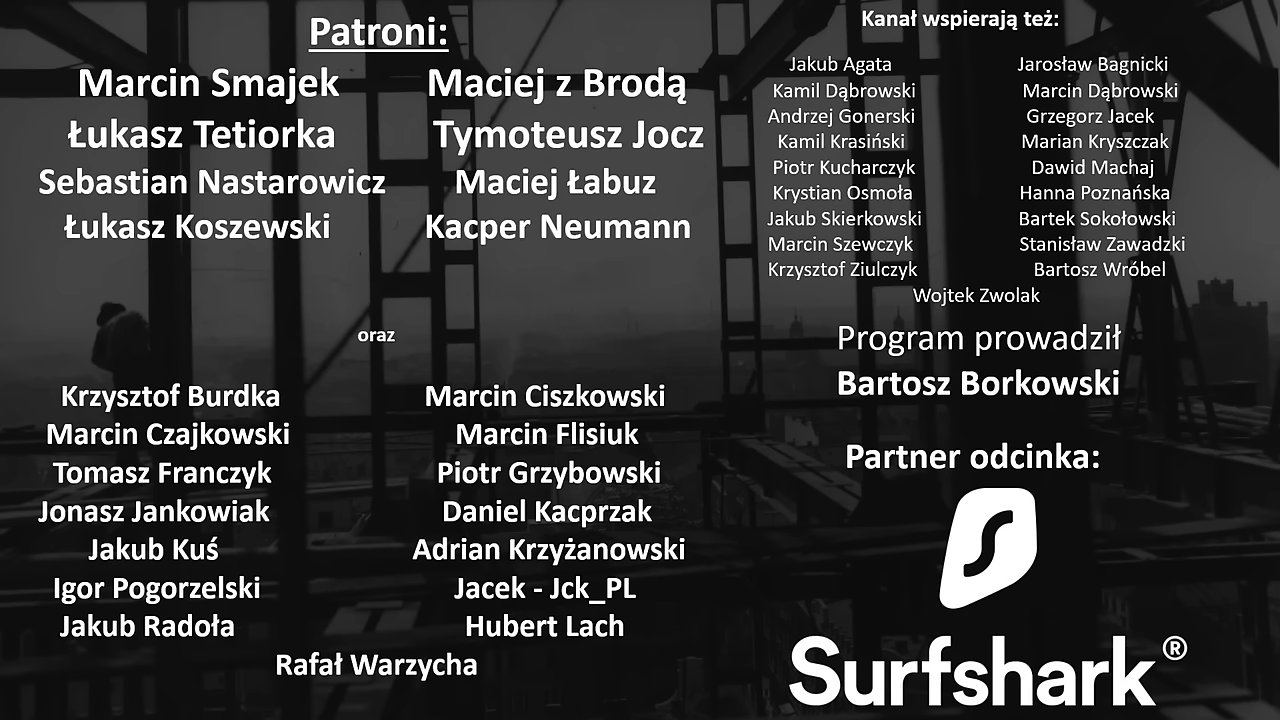 Patroni:
Marcin Smajek
Maciej z Brodą
Łukasz Tetiorka
Tymoteusz Jocz
Sebastian Nastarowicz
Maciej Łabuz
Łukasz Koszewski
Kacper Neumann
oraz
Krzysztof Burdka
Marcin Ciszkowski
Marcin Czajkowski
Marcin Flisiuk
Tomasz Franczyk
Piotr Grzybowski
Jonasz Jankowiak
Daniel Kacprzak
Jakub Kuś
Adrian Krzyżanowski
Igor Pogorzelski
Jacek - Jck_PL
Jakub Radoła
Hubert Lach
Rafał Warzycha
Kanał wspierają też:
Jakub Agata
Jarosław Bagnicki
Kamil Dąbrowski
Marcin Dąbrowski
Andrzej Gonerski
Grzegorz Jacek
Kamil Krasiński
Marian Kryszczak
Piotr Kucharczyk
Dawid Machaj
Krystian Osmoła
Hanna Poznańska
Jakub Skierkowski
Bartek Sokołowski
Marcin Szewczyk
Stanisław Zawadzki
Krzysztof Ziulczyk
Bartosz Wróbel
Wojtek Zwolak
Program prowadził
Bartosz Borkowski
Partner odcinka:
Surfshark®